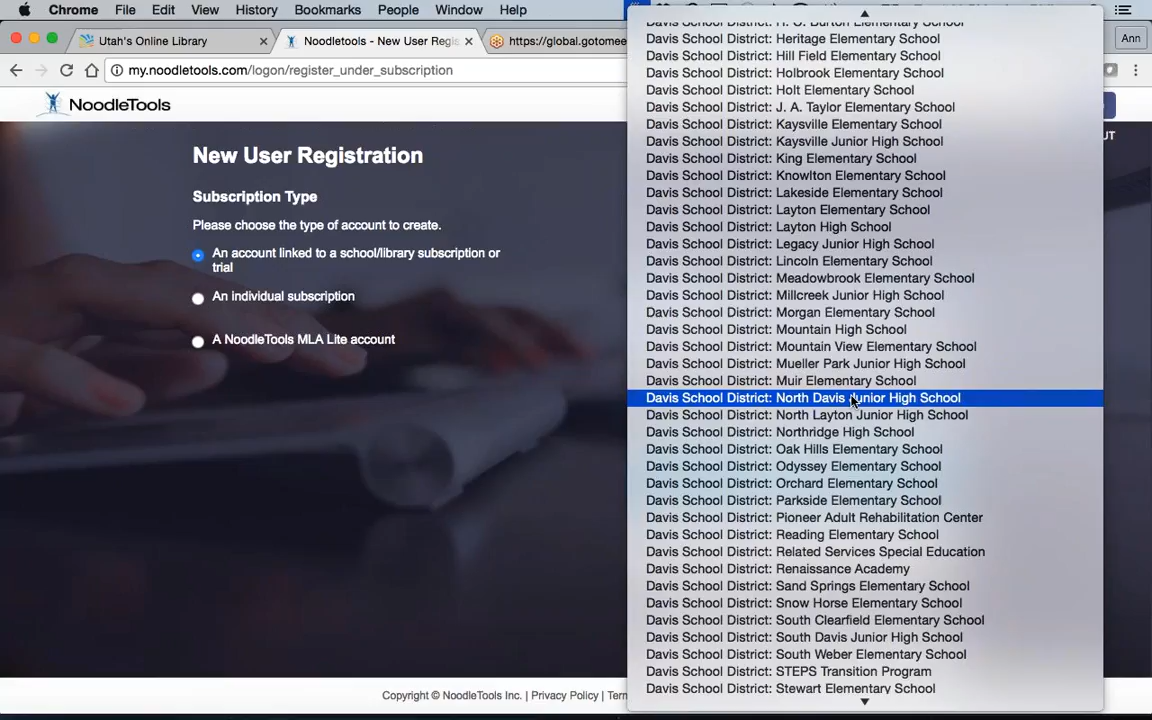 Chrome File Edit View History Bookmarks People Window Help
Utah's Online Library
Noodletools - New User Regis
https://global.gotomee
Ann
my.noodletools.com/logon/register_under_subscription
NoodleTools
New User Registration
Subscription Type
Please choose the type of account to create.
An account linked to a school/library subscription or
trial
An individual subscription
A NoodleTools MLA Lite account
Copyright © NoodleTools Inc. | Privacy Policy |
Davis School District: H. C. Burton Elementary School
Davis School District: Heritage Elementary School
Davis School District: Hill Field Elementary School
Davis School District: Holbrook Elementary School
Davis School District: Holt Elementary School
Davis School District: J. A. Taylor Elementary School
Davis School District: Kaysville Elementary School
Davis School District: Kaysville Junior High School
Davis School District: King Elementary School
Davis School District: Knowlton Elementary School
Davis School District: Lakeside Elementary School
Davis School District: Layton Elementary School
Davis School District: Layton High School
Davis School District: Legacy Junior High School
Davis School District: Lincoln Elementary School
Davis School District: Meadowbrook Elementary School
Davis School District: Millcreek Junior High School
Davis School District: Morgan Elementary School
Davis School District: Mountain High School
Davis School District: Mountain View Elementary School
Davis School District: Mueller Park Junior High School
Davis School District: Muir Elementary School
Davis School District: North Davis Junior High School
Davis School District: North Layton Junior High School
Davis School District: Northridge High School
Davis School District: Oak Hills Elementary School
Davis School District: Odyssey Elementary School
Davis School District: Orchard Elementary School
Davis School District: Parkside Elementary School
Davis School District: Pioneer Adult Rehabilitation Center
Davis School District: Reading Elementary School
Davis School District: Related Services Special Education
Davis School District: Renaissance Academy
Davis School District: Sand Springs Elementary School
Davis School District: Snow Horse Elementary School
Davis School District: South Clearfield Elementary School
Davis School District: South Davis Junior High School
Davis School District: South Weber Elementary School
Davis School District: STEPS Transition Program
Davis School District: Stewart Elementary School